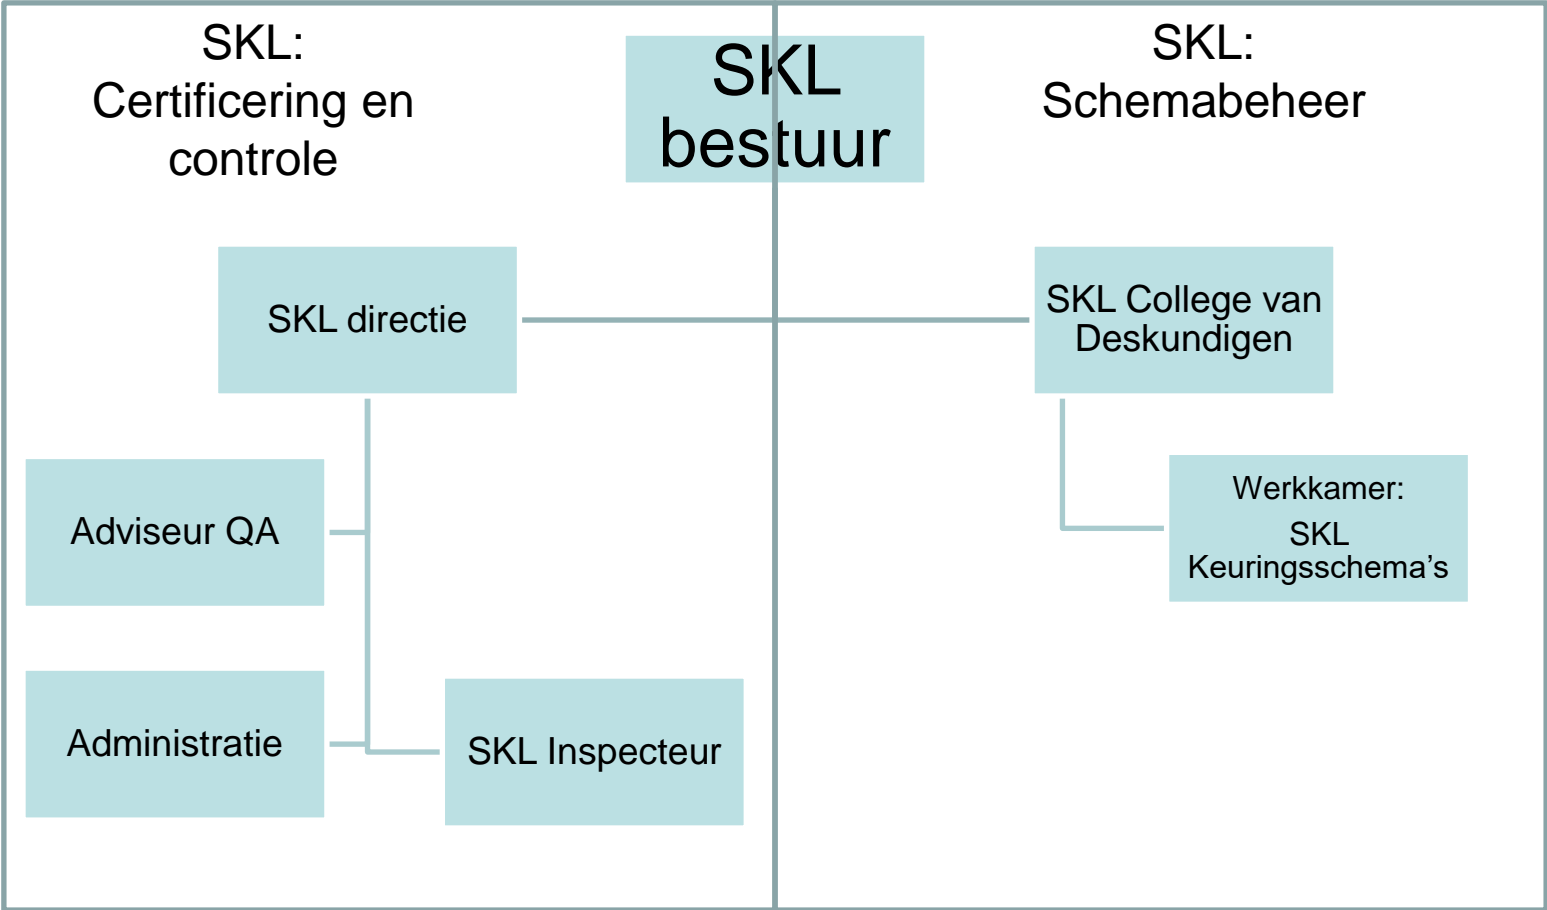 SKL:
Certificering en
controle
SKL
bestuur
SKL:
Schemabeheer
SKL directie
SKL College van
Deskundigen
Adviseur QA
Werkkamer:
SKL
Keuringsschema’s
Administratie
SKL Inspecteur